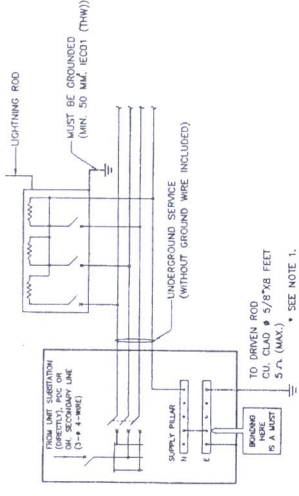 LIGHTNING ROD
MUST BE GROUNDED
(MIN. 50 MM. IEC01 (THW))
UNDERGROUND SERVICE
(WITHOUT GROUND WIRE INCLUDED)
FROM UNIT SUBSTATION
(DIRECTLY), PDC OR
OH. SECONDARY LINE
(3-ø 4-WIRE)
SUPPLY PILLAR
N
E
BONDING
HERE
IS A MUST
TO DRIVEN ROD
CU. CLAD ø 5/8"X8 FEET
5 Ω (MAX.)
* SEE NOTE 1.